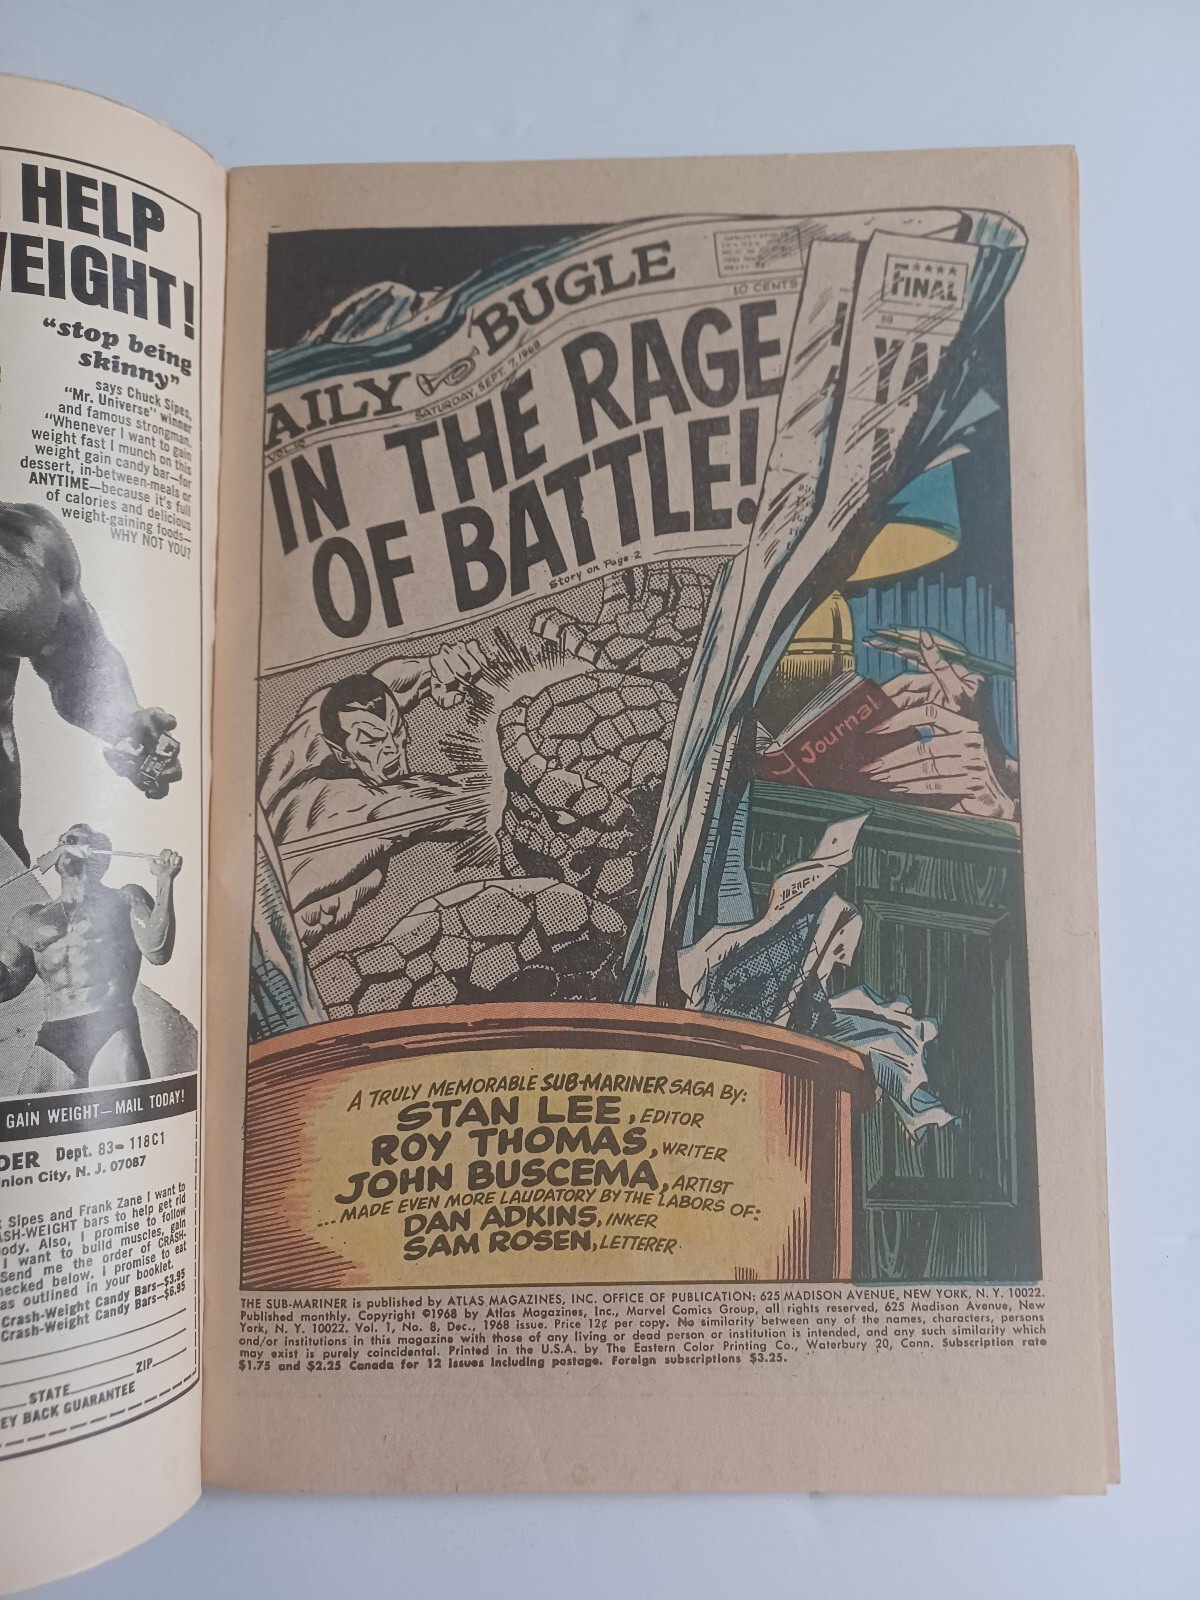 HELP
WEIGHT!
"stop being
skinny"
says Chuck Sipes,
"Mr. Universe" winner
and famous strongman.
"Whenever I want to gain
weight fast I munch on this
weight gain candy bar—for
dessert, in-between-meals or
ANYTIME—because it's full
of calories and delicious
weight-gaining foods—
WHY NOT YOU?
GAIN WEIGHT—MAIL TODAY!
DER Dept. 83-118C1
nion City, N. J. 07087
Sipes and Frank Zane I want to
ASH-WEIGHT bars to help get rid
body. Also, I promise to follow
I want to build muscles, gain
Send me the order of CRASH-
hecked below. I promise to eat
as outlined in your booklet.
Crash-Weight Candy Bars—$3.95
Crash-Weight Candy Bars—$6.95
ZIP
STATE
EY BACK GUARANTEE
AILY BUGLE
10 CENTS
FINAL
VOL-10
SATURDAY, SEPT. 7, 1968
IN THE RAGE
OF BATTLE!
Story on Page 2
Journal
A TRULY MEMORABLE SUB-MARINER SAGA BY:
STAN LEE, EDITOR
ROY THOMAS, WRITER
JOHN BUSCEMA, ARTIST
...MADE EVEN MORE LAUDATORY BY THE LABORS OF:
DAN ADKINS, INKER
SAM ROSEN, LETTERER.
THE SUB-MARINER is published by ATLAS MAGAZINES, INC. OFFICE OF PUBLICATION: 625 MADISON AVENUE, NEW YORK, N. Y. 10022.
Published monthly. Copyright ©1968 by Atlas Magazines, Inc., Marvel Comics Group, all rights reserved, 625 Madison Avenue, New
York, N. Y. 10022. Vol. 1, No. 8, Dec., 1968 issue. Price 12¢ per copy. No similarity between any of the names, characters, persons
and/or institutions in this magazine with those of any living or dead person or institution is intended, and any such similarity which
may exist is purely coincidental. Printed in the U.S.A. by The Eastern Color Printing Co., Waterbury 20, Conn. Subscription rate
$1.75 and $2.25 Canada for 12 issues including postage. Foreign subscriptions $3.25.